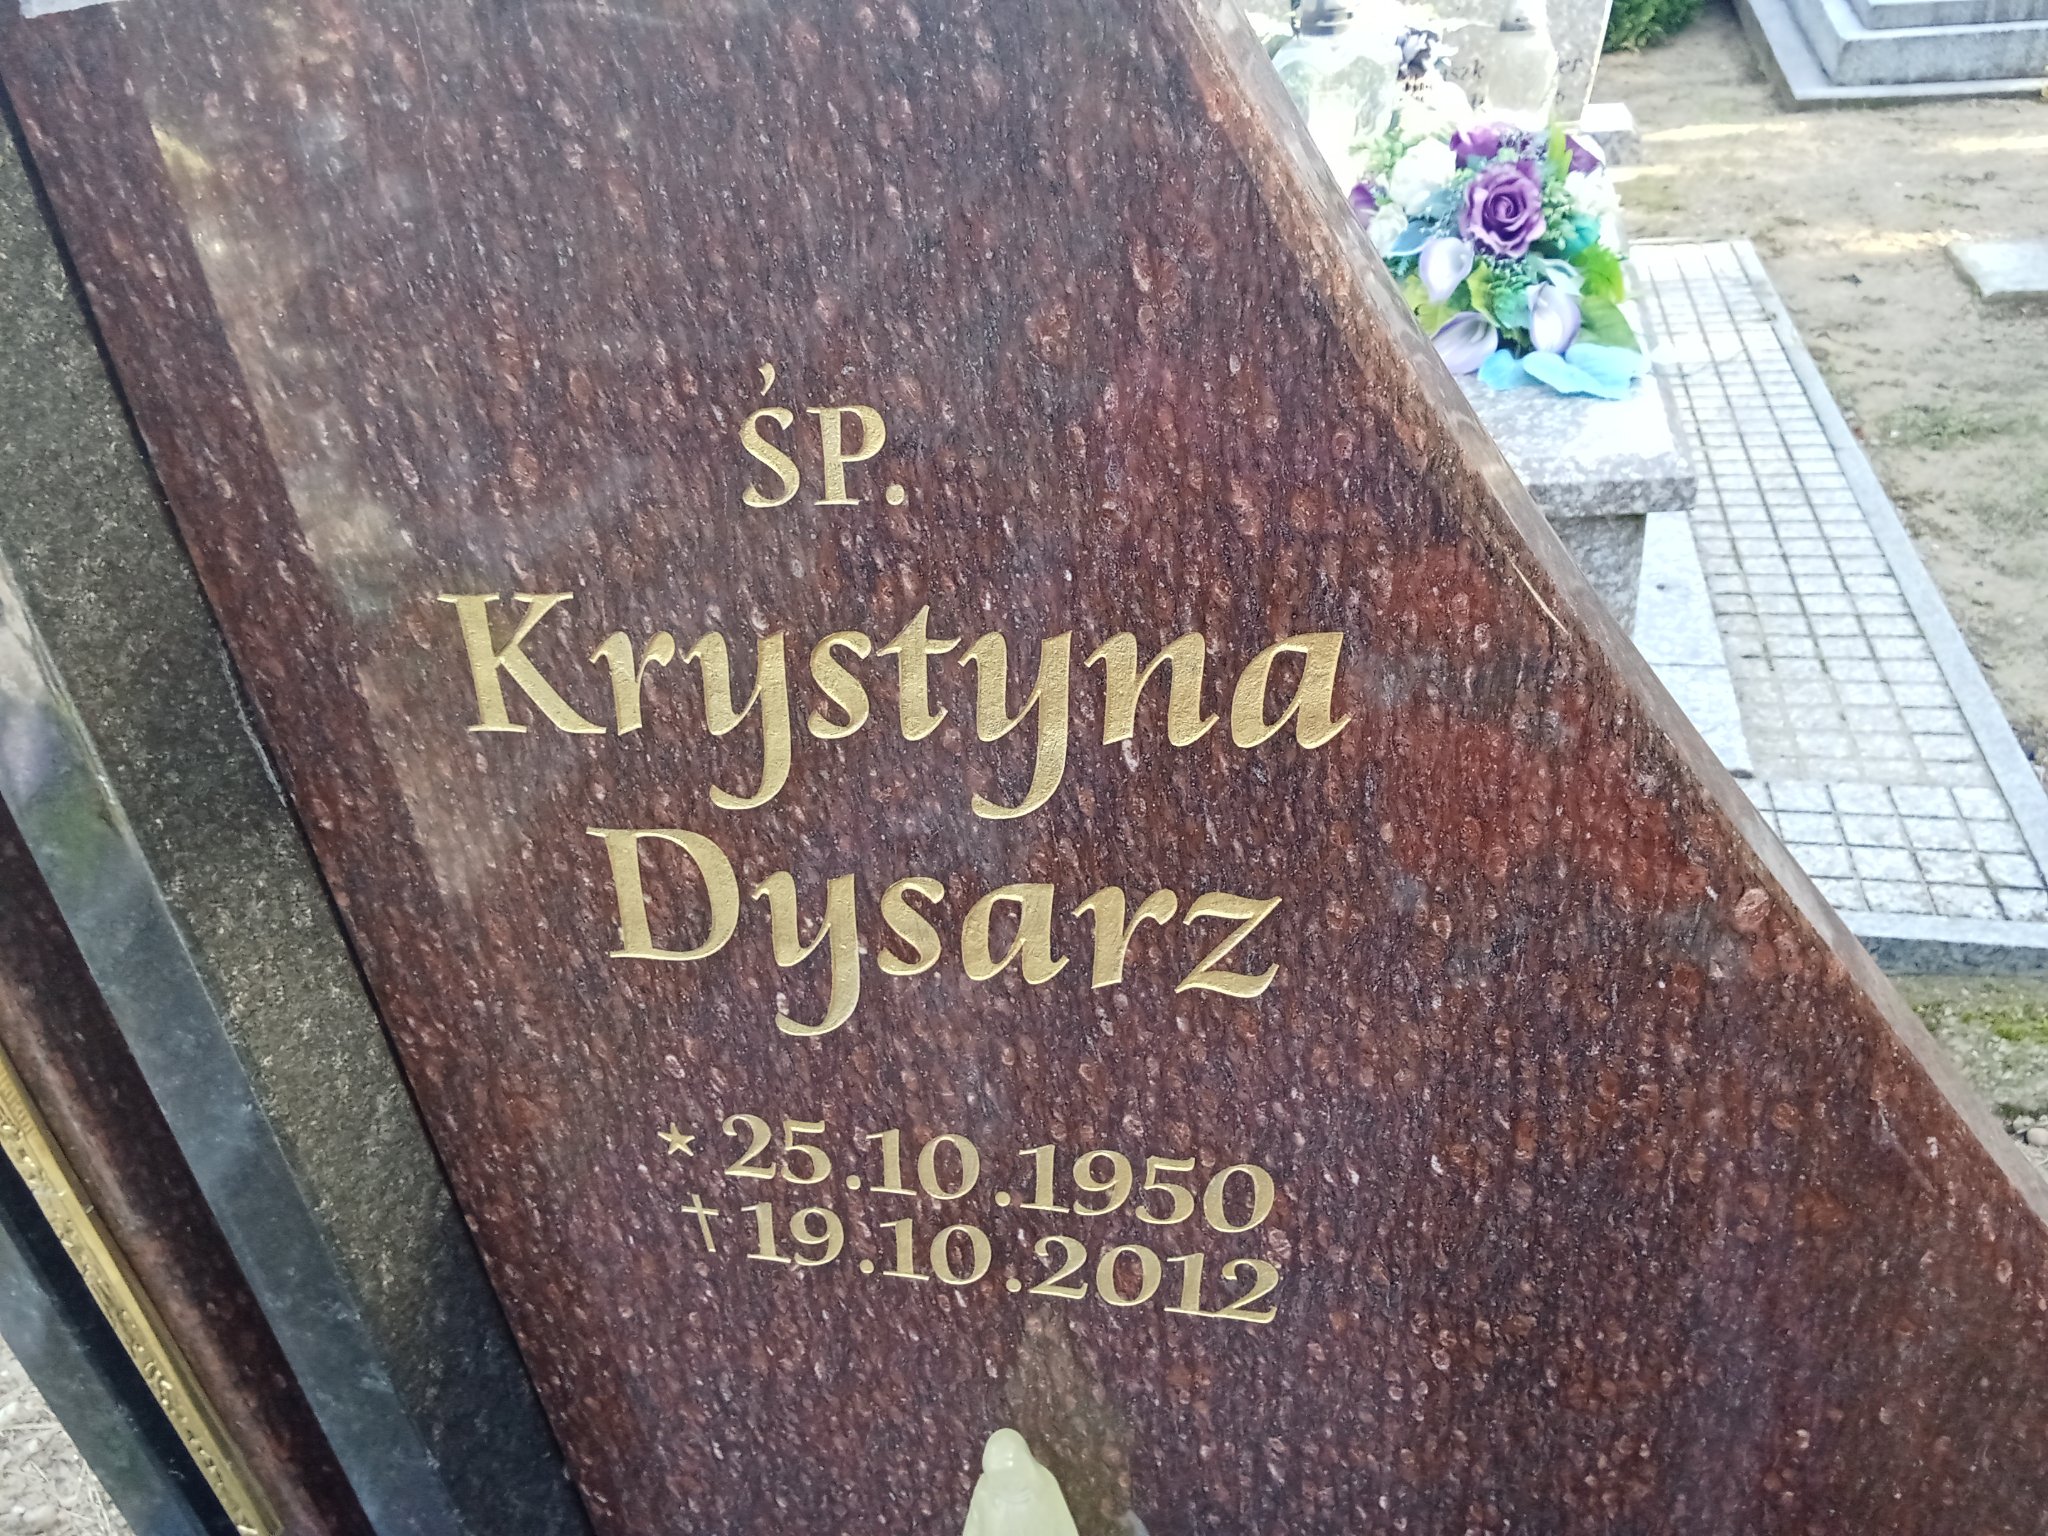 ŚP.
Krystyna
Dysarz
★ 25.10.1950
† 19.10.2012